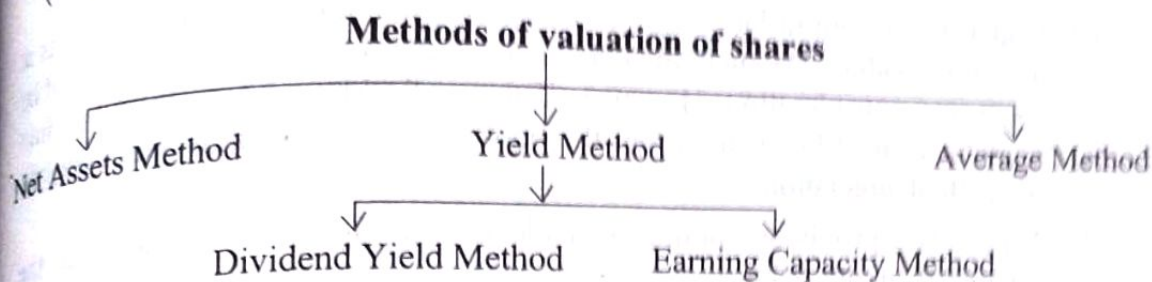 Methods of valuation of shares
Net Assets Method Yield Method Average Method
Dividend Yield Method Earning Capacity Method